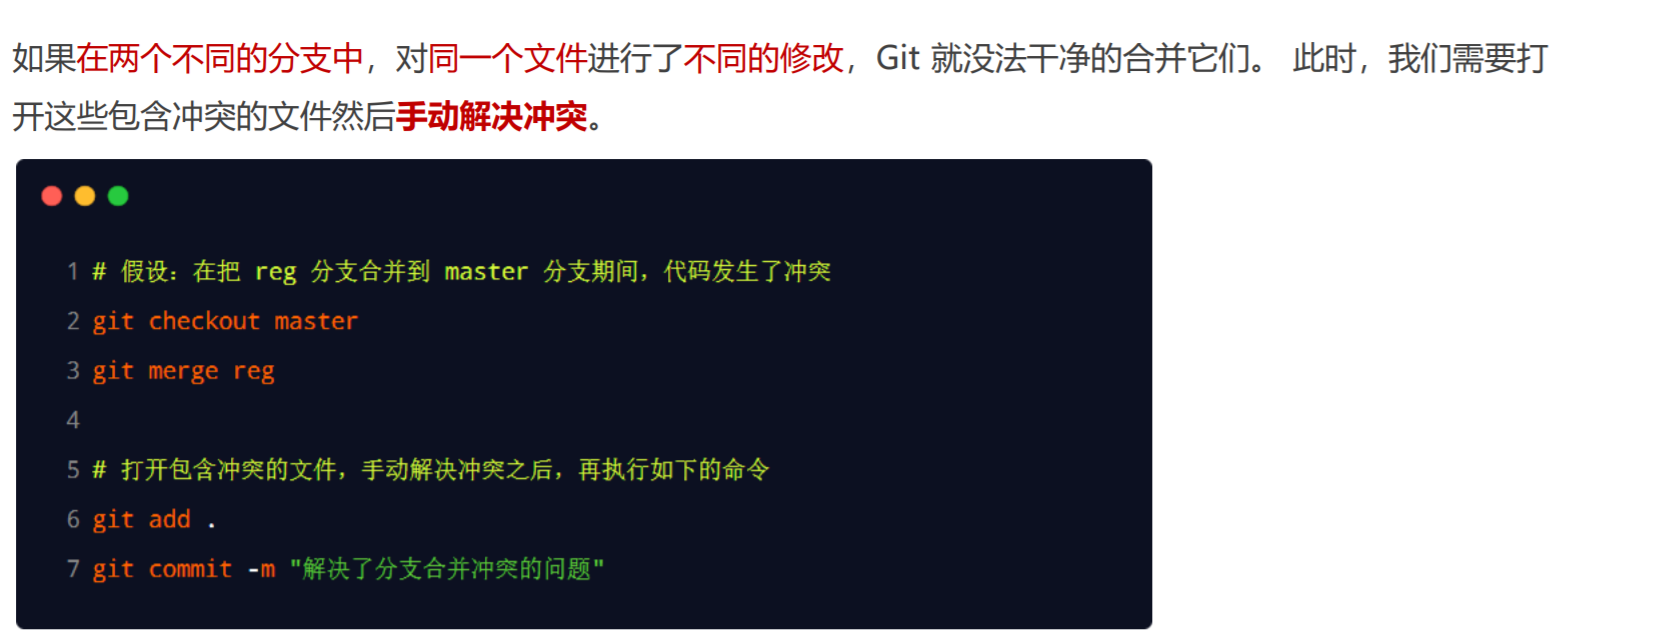 如果在两个不同的分支中，对同一个文件进行了不同的修改，Git 就没法干净的合并它们。 此时，我们需要打
开这些包含冲突的文件然后手动解决冲突。
1 # 假设：在把 reg 分支合并到 master 分支期间，代码发生了冲突
2 git checkout master
3 git merge reg
4
5 # 打开包含冲突的文件，手动解决冲突之后，再执行如下的命令
6 git add .
7 git commit -m "解决了分支合并冲突的问题"